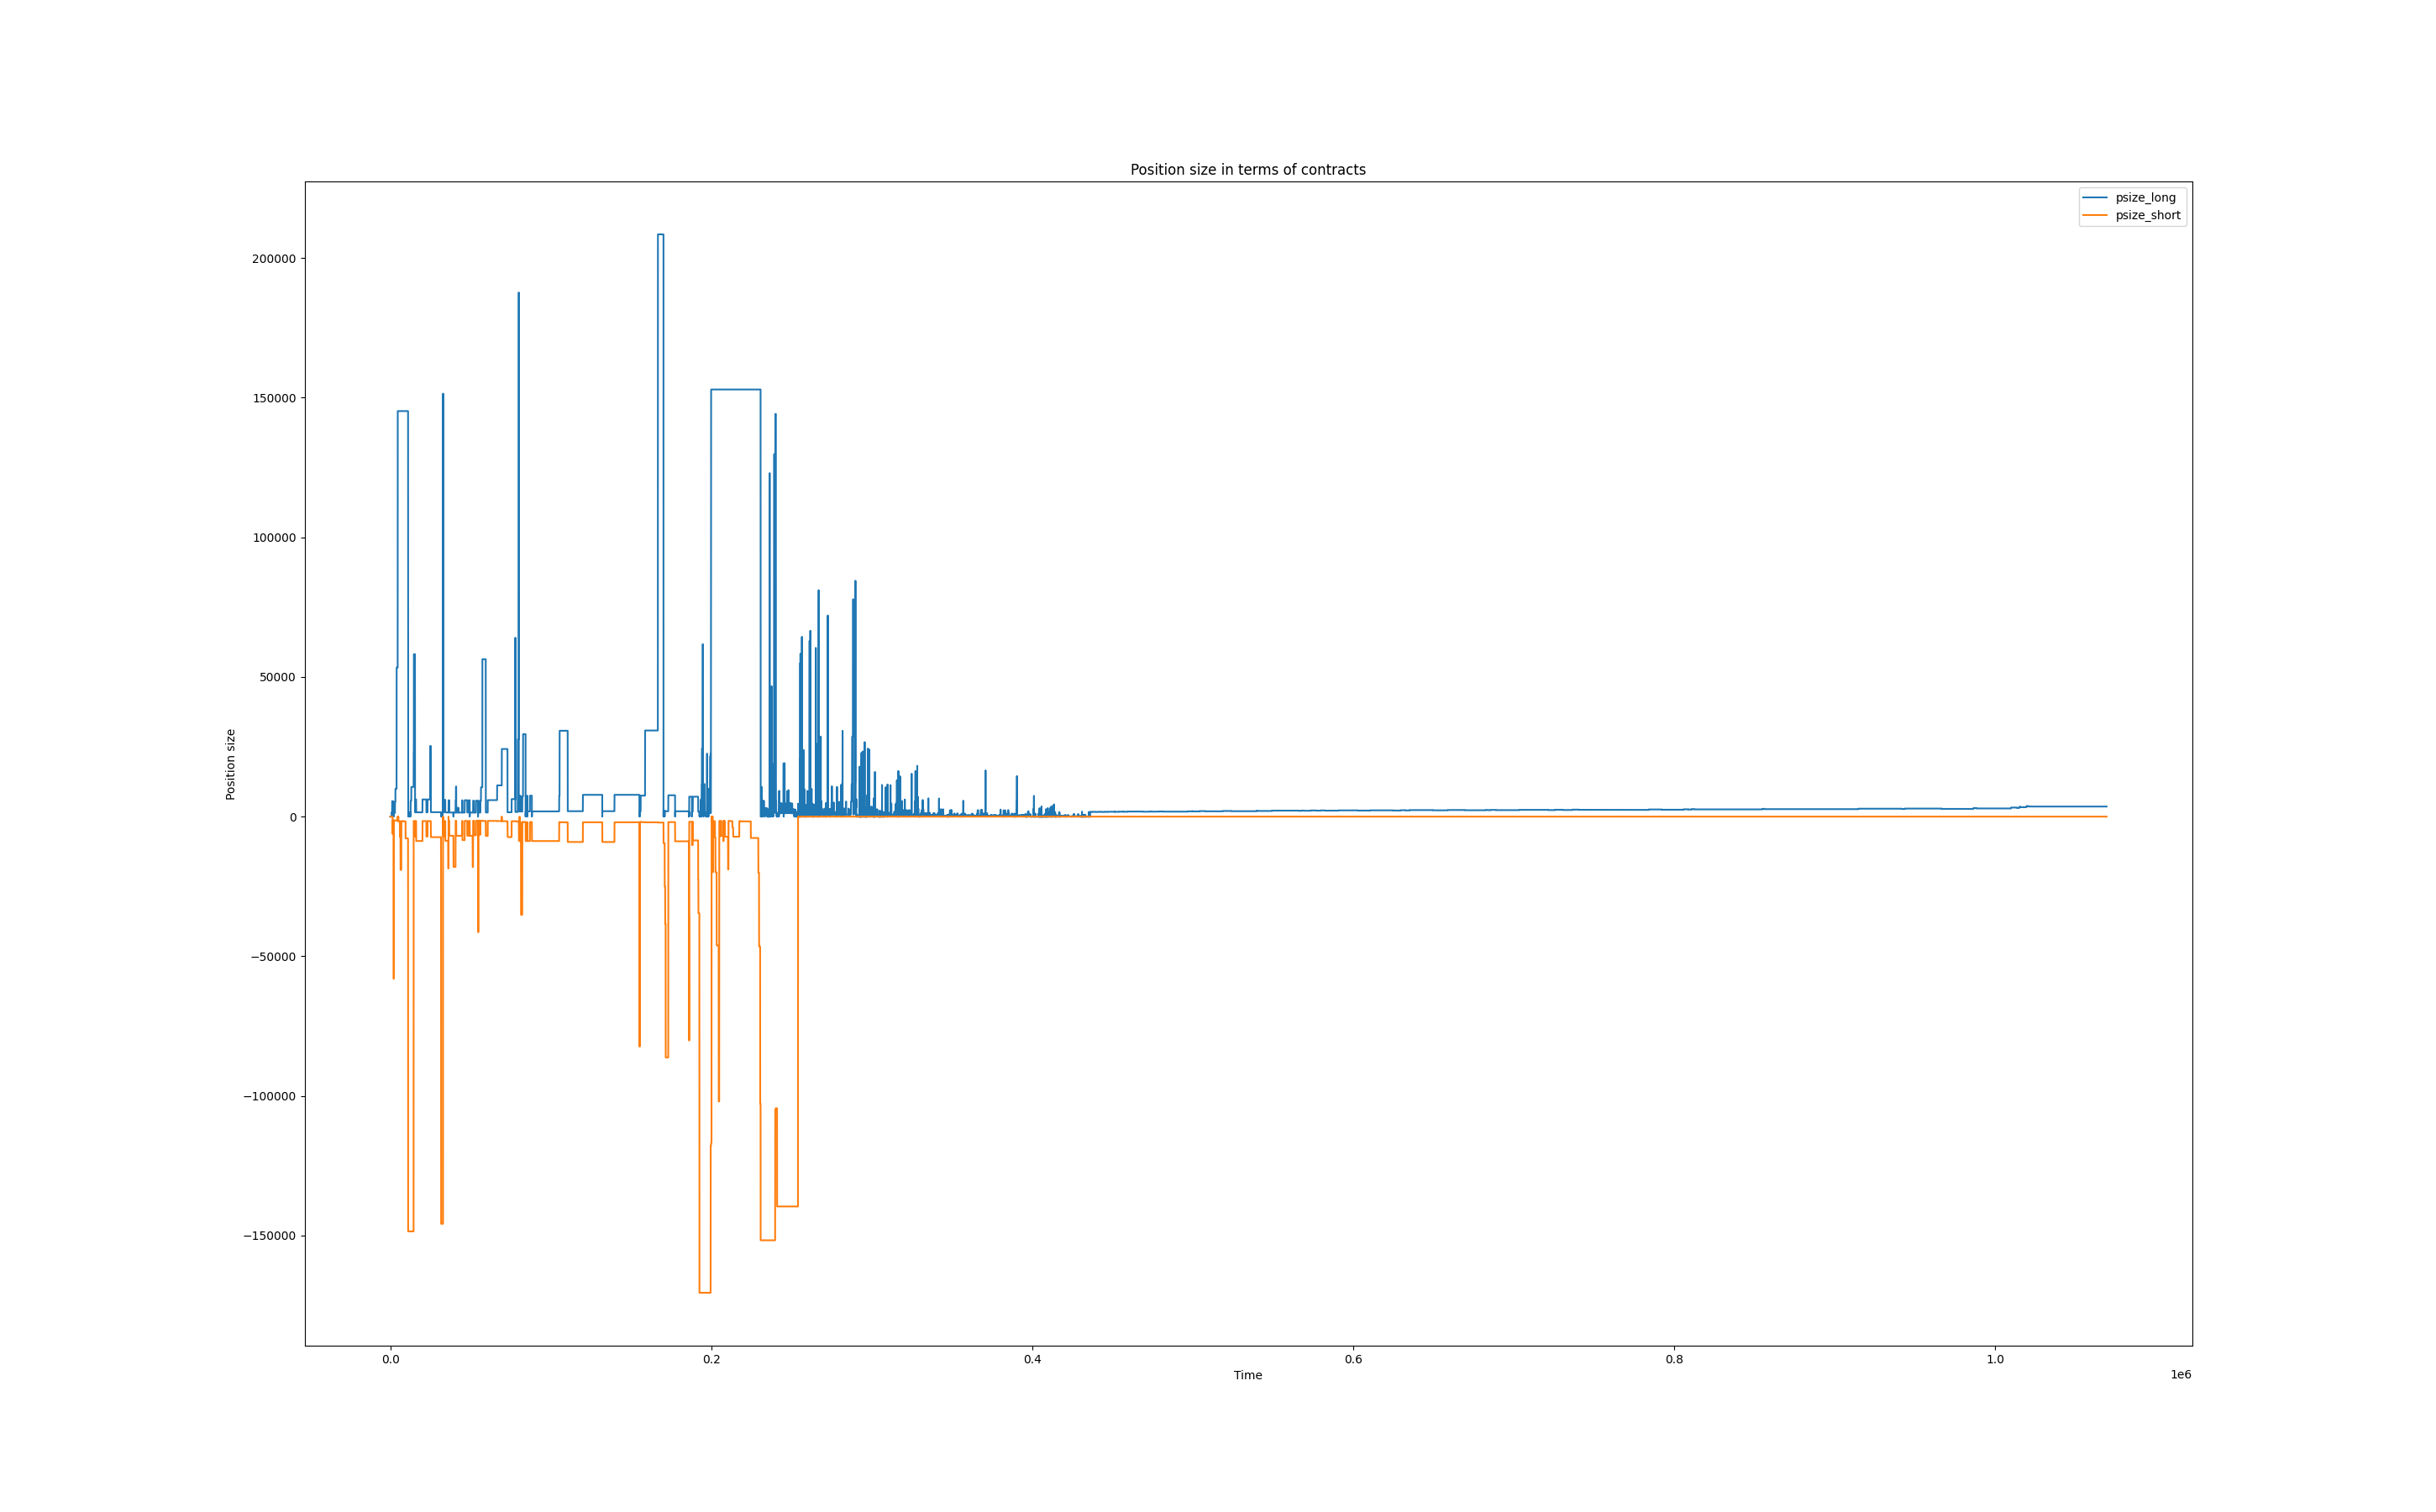 Position size in terms of contracts
psize_long
psize_short
200000
150000
100000
50000
0
−50000
−100000
−150000
Position size
0.0
0.2
0.4
0.6
0.8
1.0
1e6
Time